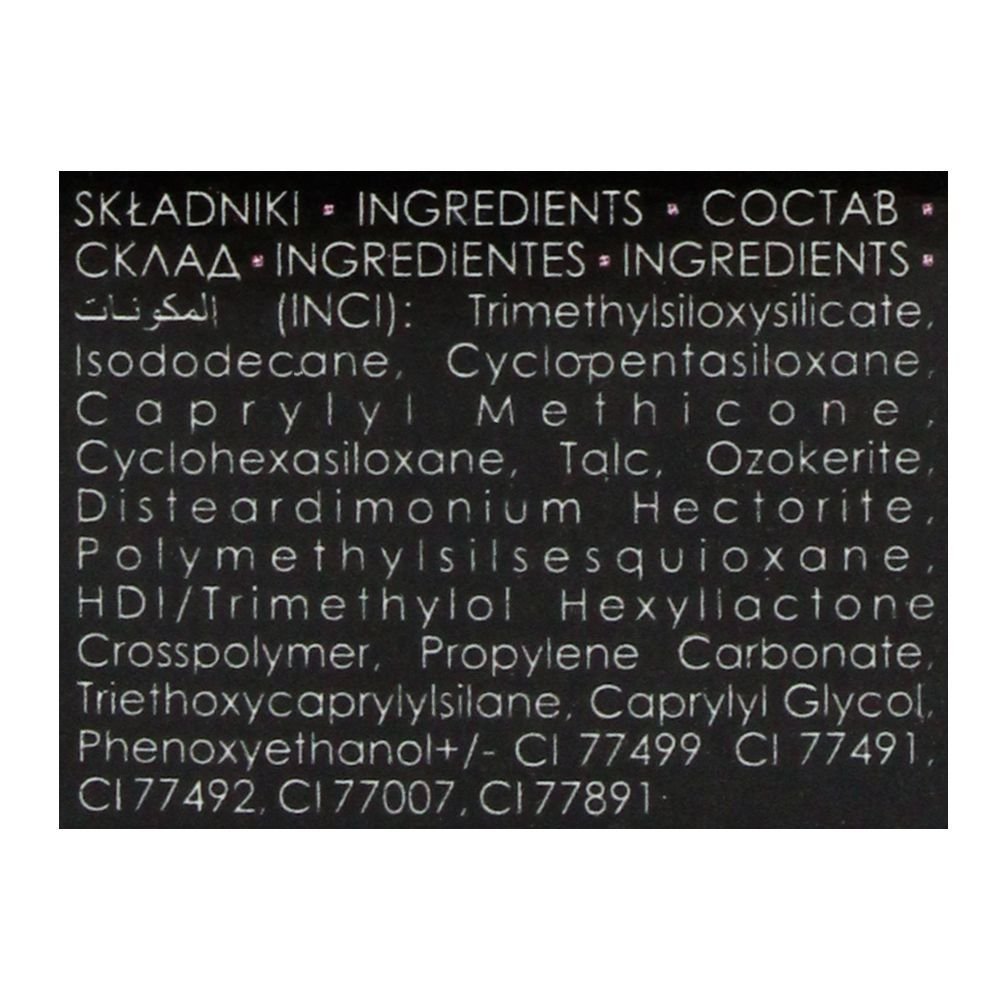 SKŁADNIKI ▪ INGREDIENTS ▪ СОСТАВ ▪
СКЛАД ▪ INGREDIENTES ▪ INGREDIENTS ▪
المكونات (INCI): Trimethylsiloxysilicate,
Isododecane, Cyclopentasiloxane,
Caprylyl Methicone,
Cyclohexasiloxane, Talc, Ozokerite,
Disteardimonium Hectorite,
Polymethylsilsesquioxane,
HDI/Trimethylol Hexyllactone
Crosspolymer, Propylene Carbonate,
Triethoxycaprylylsilane, Caprylyl Glycol,
Phenoxyethanol+/- CI 77499 CI 77491,
CI 77492, CI 77007, CI 77891